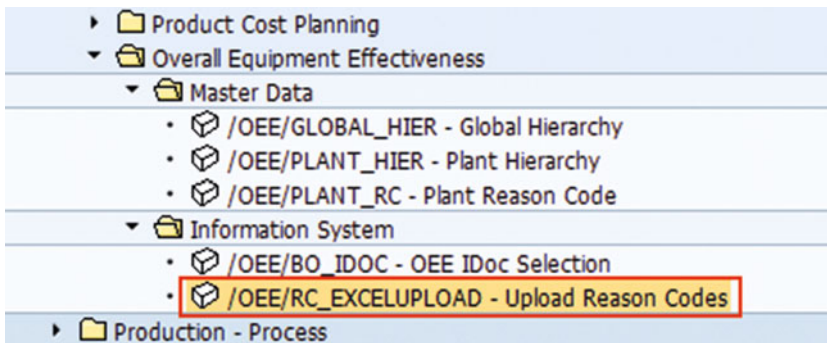 Product Cost Planning
Overall Equipment Effectiveness
Master Data
/OEE/GLOBAL_HIER - Global Hierarchy
/OEE/PLANT_HIER - Plant Hierarchy
/OEE/PLANT_RC - Plant Reason Code
Information System
/OEE/BO_IDOC - OEE IDoc Selection
/OEE/RC_EXCELUPLOAD - Upload Reason Codes
Production - Process